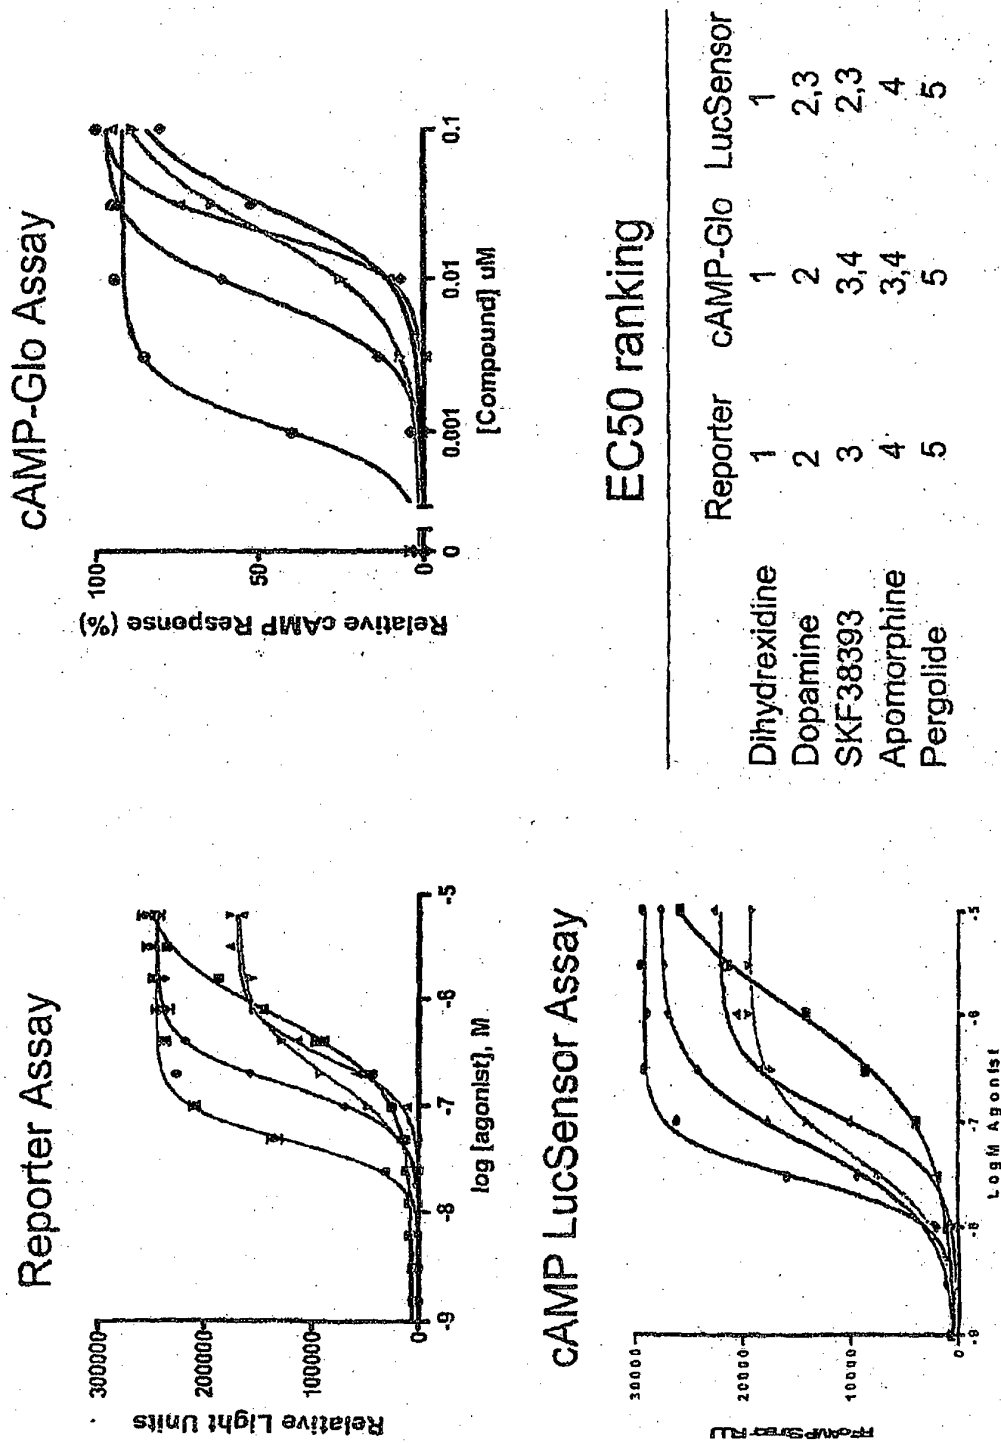 Reporter Assay
Relative Light Units
300000
200000
100000
0
-9
-8
-7
-6
-5
log [agonist], M
cAMP-Glo Assay
Relative cAMP Response (%)
100
50
0
0
0.001
0.01
0.1
[Compound] uM
cAMP LucSensor Assay
30000
20000
10000
0
-9
-8
-7
-6
-5
LogM Agonist
EC50 ranking
Reporter cAMP-Glo LucSensor
Dihydrexidine 1 1 1
Dopamine 2 2 2,3
SKF38393 3 3,4 2,3
Apomorphine 4 3,4 4
Pergolide 5 5 5